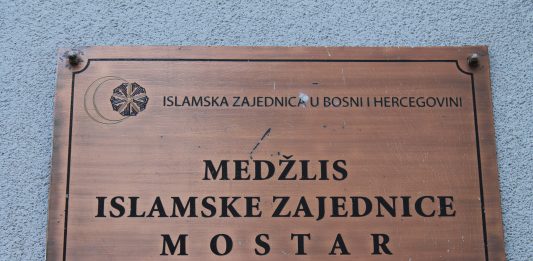 ISLAMSKA ZAJEDNICA U BOSNI I HERCEGOVINI
MEDŽLIS
ISLAMSKE ZAJEDNICE
MOSTAR